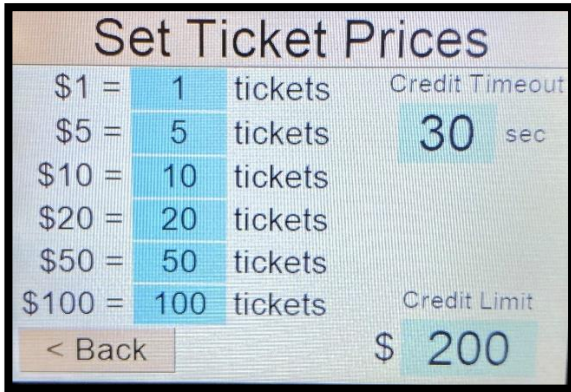 Set Ticket Prices
$1 = 1 tickets
Credit Timeout
$5 = 5 tickets
30 sec
$10 = 10 tickets
$20 = 20 tickets
$50 = 50 tickets
$100 = 100 tickets
Credit Limit
< Back
$ 200